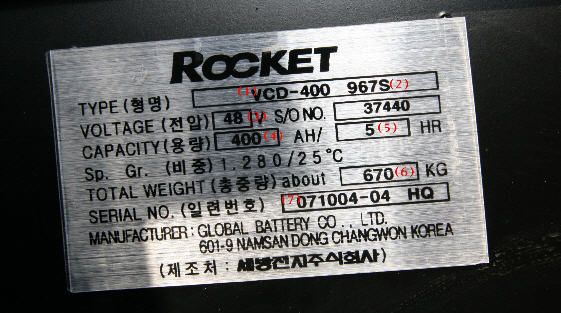 ROCKET
TYPE (형명) (1) VCD-400 967S (2)
VOLTAGE (전압) 48 (3) V S/O NO. 37440
CAPACITY (용량) 400 (4) AH/ 5 (5) HR
Sp. Gr. (비중) 1.280/25°C
TOTAL WEIGHT (총중량) about 670 (6) KG
SERIAL NO. (일련번호) (7) 071004-04 HQ
MANUFACTURER: GLOBAL BATTERY CO., LTD.
601-9 NAMSAN DONG CHANGWON KOREA
(제조처: 세방전지주식회사)